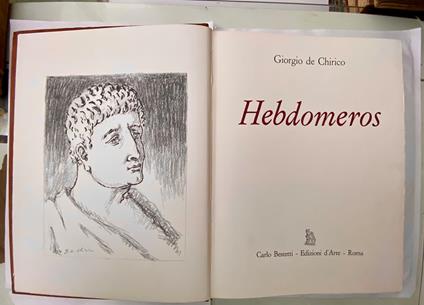 Giorgio de Chirico
Hebdomeros
Carlo Bestetti - Edizioni d'Arte - Roma